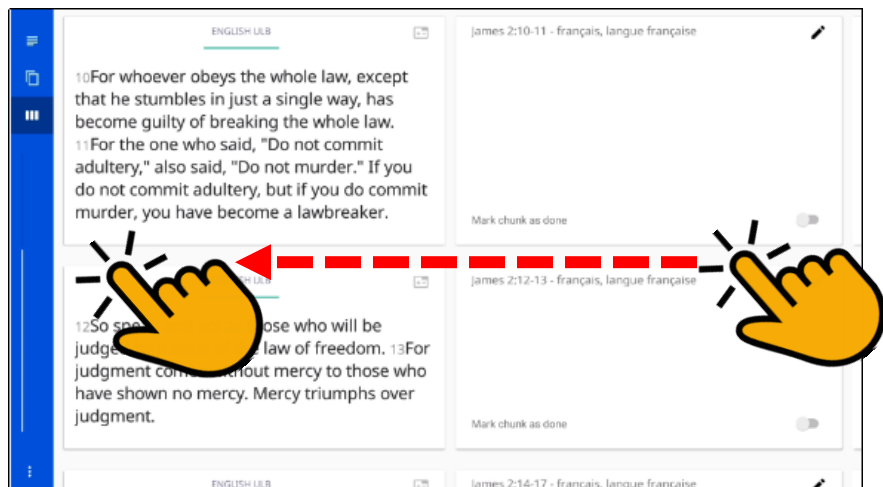 ENGLISH ULB
10For whoever obeys the whole law, except
that he stumbles in just a single way, has
become guilty of breaking the whole law.
11For the one who said, "Do not commit
adultery," also said, "Do not murder." If you
do not commit adultery, but if you do commit
murder, you have become a lawbreaker.
James 2:10-11 - français, langue française
Mark chunk as done
H ULB
12So ose who will be
law of freedom. 13For
judgment mercy to those who
have shown no mercy. Mercy triumphs over
judgment.
James 2:12-13 - français, langue française
Mark chunk as done
ENGLISH ULB
James 2:14-17 - français, langue française